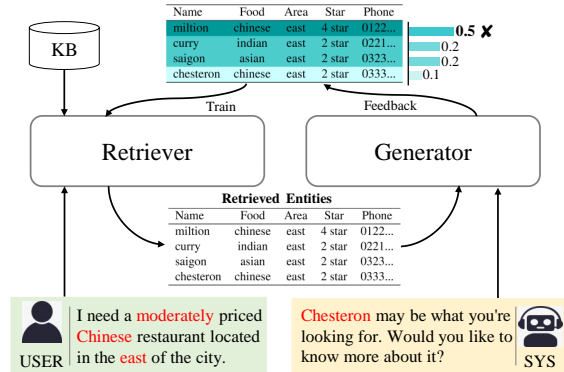 Name Food Area Star Phone
miltion chinese east 4 star 0122...
curry indian east 2 star 0221...
saigon asian east 2 star 0323...
chesteron chinese east 2 star 0333...
0.5 ✘
0.2
0.2
0.1
KB
Train
Feedback
Retriever
Generator
Retrieved Entities
Name Food Area Star Phone
miltion chinese east 4 star 0122...
curry indian east 2 star 0221...
saigon asian east 2 star 0323...
chesteron chinese east 2 star 0333...
I need a moderately priced
Chinese restaurant located
in the east of the city.
USER
Chesteron may be what you're
looking for. Would you like to
know more about it?
SYS